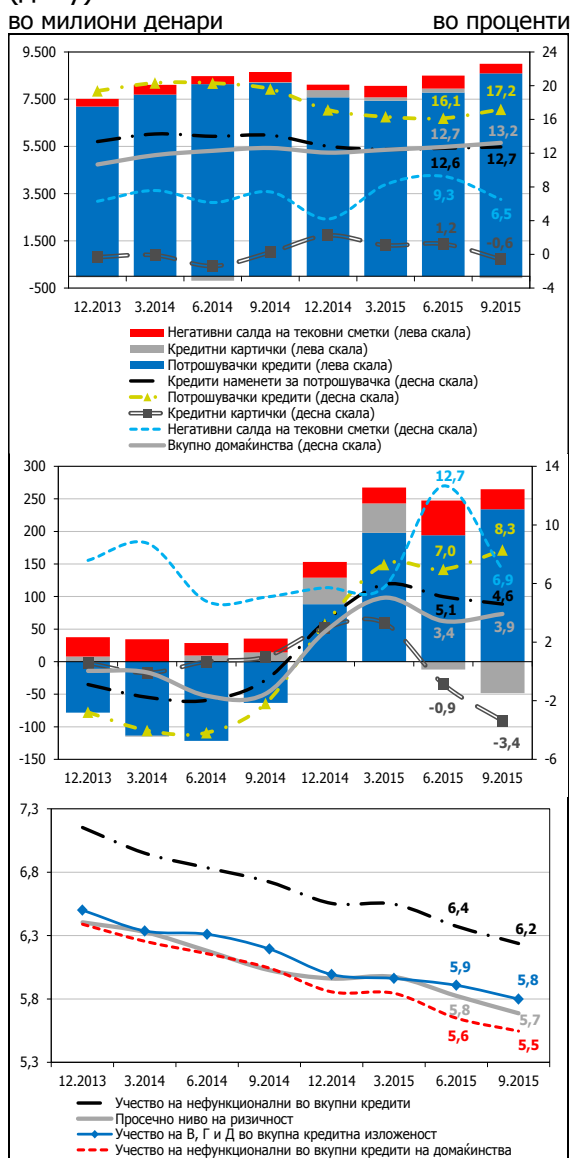 во милиони денари во проценти
9.500 24
20
7.500 16,1 17,2 16
5.500 12,7 13,2 12
12,6 12,7
3.500 9,3 8
6,5 4
1.500 1,2 -0,6 0
-500 -4
12.2013 3.2014 6.2014 9.2014 12.2014 3.2015 6.2015 9.2015
Негативни салда на тековни сметки (лева скала)
Кредитни картички (лева скала)
Потрошувачки кредити (лева скала)
Кредити наменети за потрошувачка (десна скала)
Потрошувачки кредити (десна скала)
Кредитни картички (десна скала)
Негативни салда на тековни сметки (десна скала)
Вкупно домаќинства (десна скала)
300 14
12,7
250
200 10
8,3
150 7,0
6,9 6
100 5,1 4,6
50 3,4 3,9 2
0
-50 -0,9 -2
-100 -3,4
-150 -6
12.2013 3.2014 6.2014 9.2014 12.2014 3.2015 6.2015 9.2015
7,3
6,8
6,4
6,3 6,2
5,9 5,8
5,8 5,8 5,7
5,6 5,5
5,3
12.2013 3.2014 6.2014 9.2014 12.2014 3.2015 6.2015 9.2015
Учество на нефункционални во вкупни кредити
Просечно ниво на ризичност
Учество на В, Г и Д во вкупна кредитна изложеност
Учество на нефункционални во вкупни кредити на домаќинства